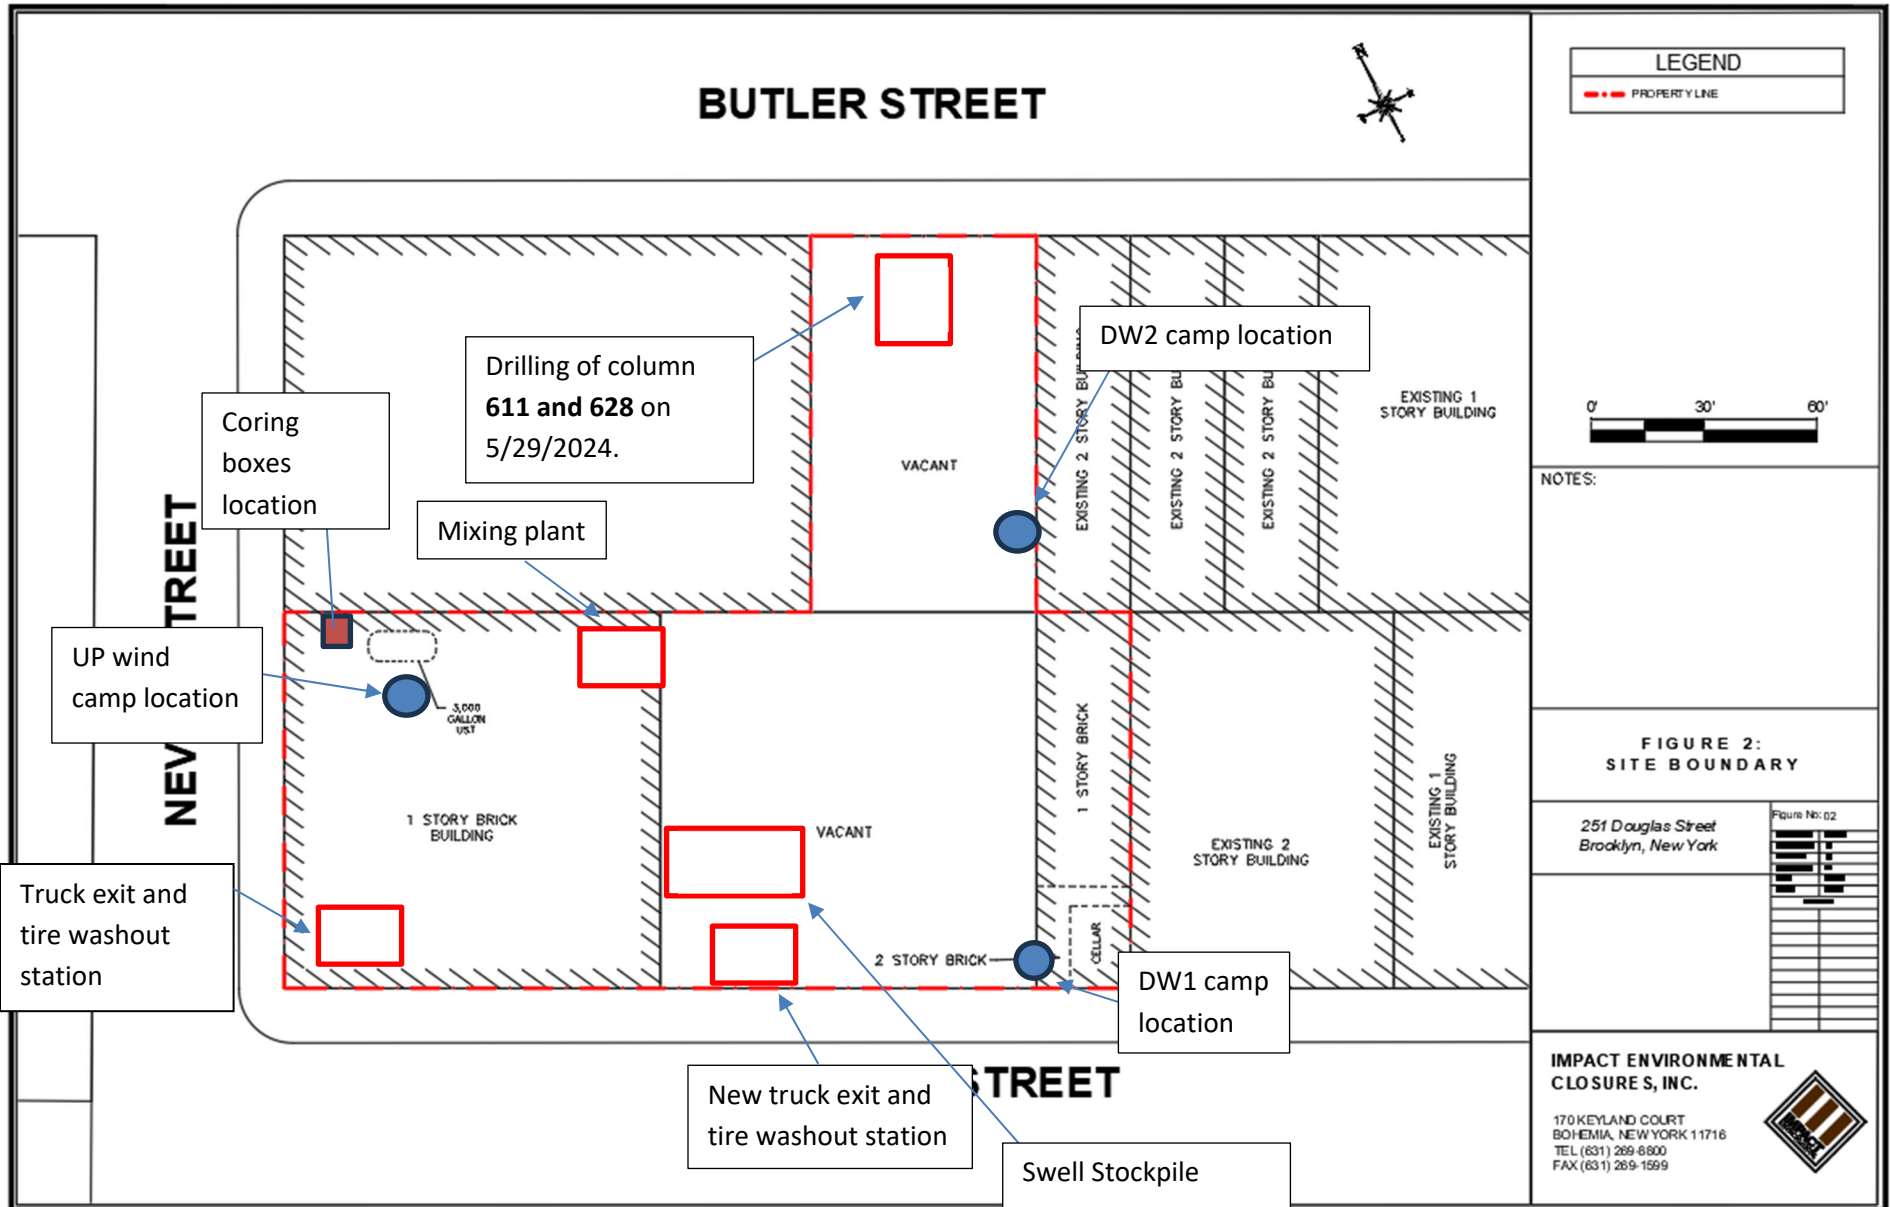 BUTLER STREET
N
LEGEND
PROPERTY LINE
0' 30' 60'
NOTES:
DW2 camp location
Drilling of column
611 and 628 on
5/29/2024.
Coring
boxes
location
Mixing plant
VACANT
EXISTING 2 STORY BUILDING
EXISTING 2 STORY BU
EXISTING 2 STORY BU
EXISTING 1
STORY BUILDING
NEV
TREET
UP wind
camp location
3,000
GALLON
UST
1 STORY BRICK
BUILDING
VACANT
1 STORY BRICK
EXISTING 2
STORY BUILDING
EXISTING 1
STORY BUILDING
Truck exit and
tire washout
station
2 STORY BRICK
CELLAR
DW1 camp
location
New truck exit and
tire washout station
STREET
Swell Stockpile
FIGURE 2:
SITE BOUNDARY
251 Douglas Street
Brooklyn, New York
Figure No: 02
IMPACT ENVIRONMENTAL
CLOSURES, INC.
170 KEYLAND COURT
BOHEMIA, NEW YORK 11716
TEL (631) 269-8800
FAX (631) 269-1599
IMPACT